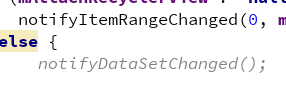 notifyItemRangeChanged(0, m
else {
notifyDataSetChanged();